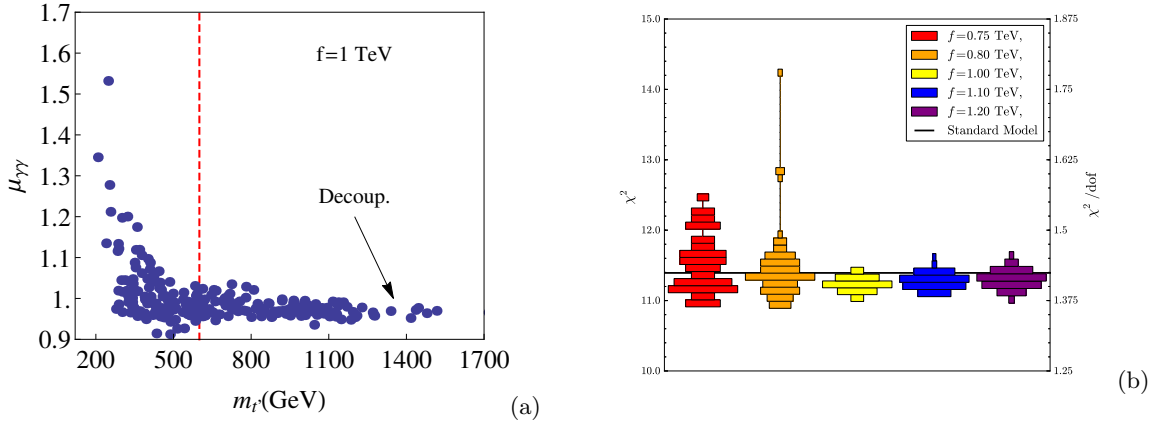 1.7
1.6
1.5
1.4
1.3
1.2
1.1
1.0
0.9
μγγ
f=1 TeV
Decoup.
200 500 800 1100 1400 1700
mt'(GeV)
(a)
15.0
14.0
13.0
12.0
11.0
10.0
χ²
f=0.75 TeV,
f=0.80 TeV,
f=1.00 TeV,
f=1.10 TeV,
f=1.20 TeV,
Standard Model
1.875
1.75
1.625
1.5
1.375
1.25
χ²/dof
(b)